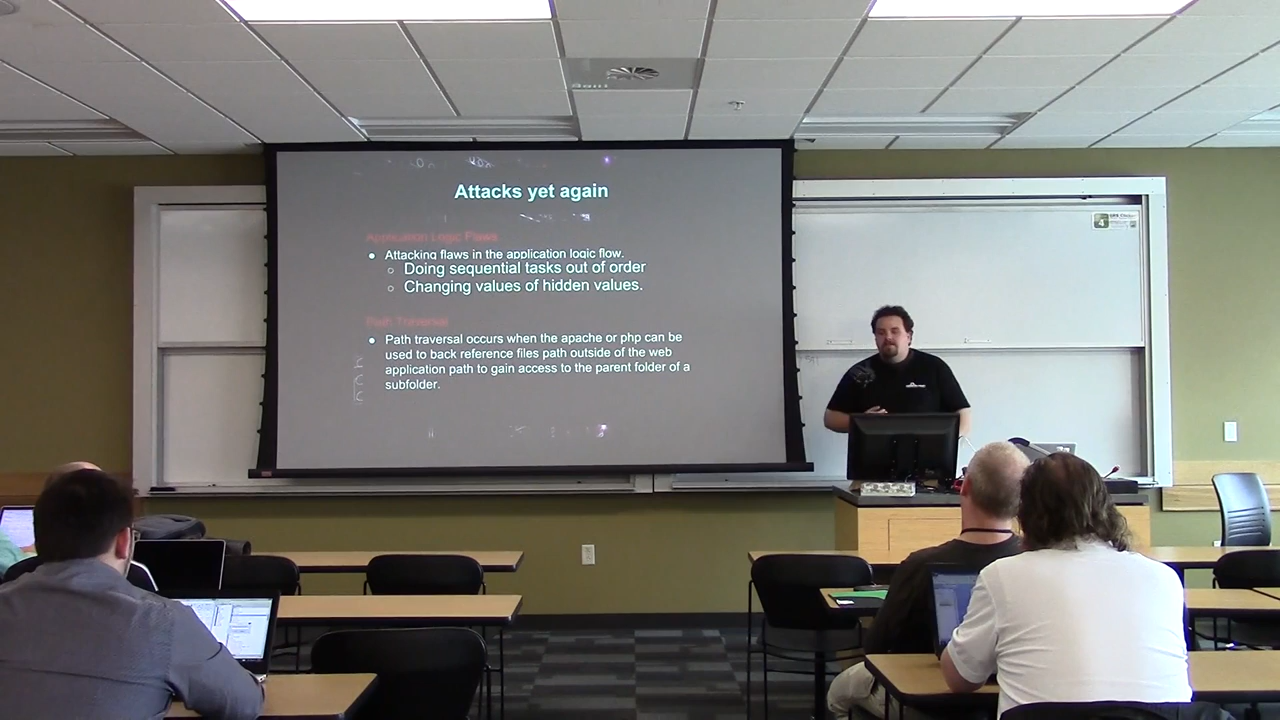 Attacks yet again
Application Logic Flaws
● Attacking flaws in the application logic flow.
○ Doing sequential tasks out of order
○ Changing values of hidden values.
Path Traversal
● Path traversal occurs when the apache or php can be
used to back reference files path outside of the web
application path to gain access to the parent folder of a
subfolder.
4